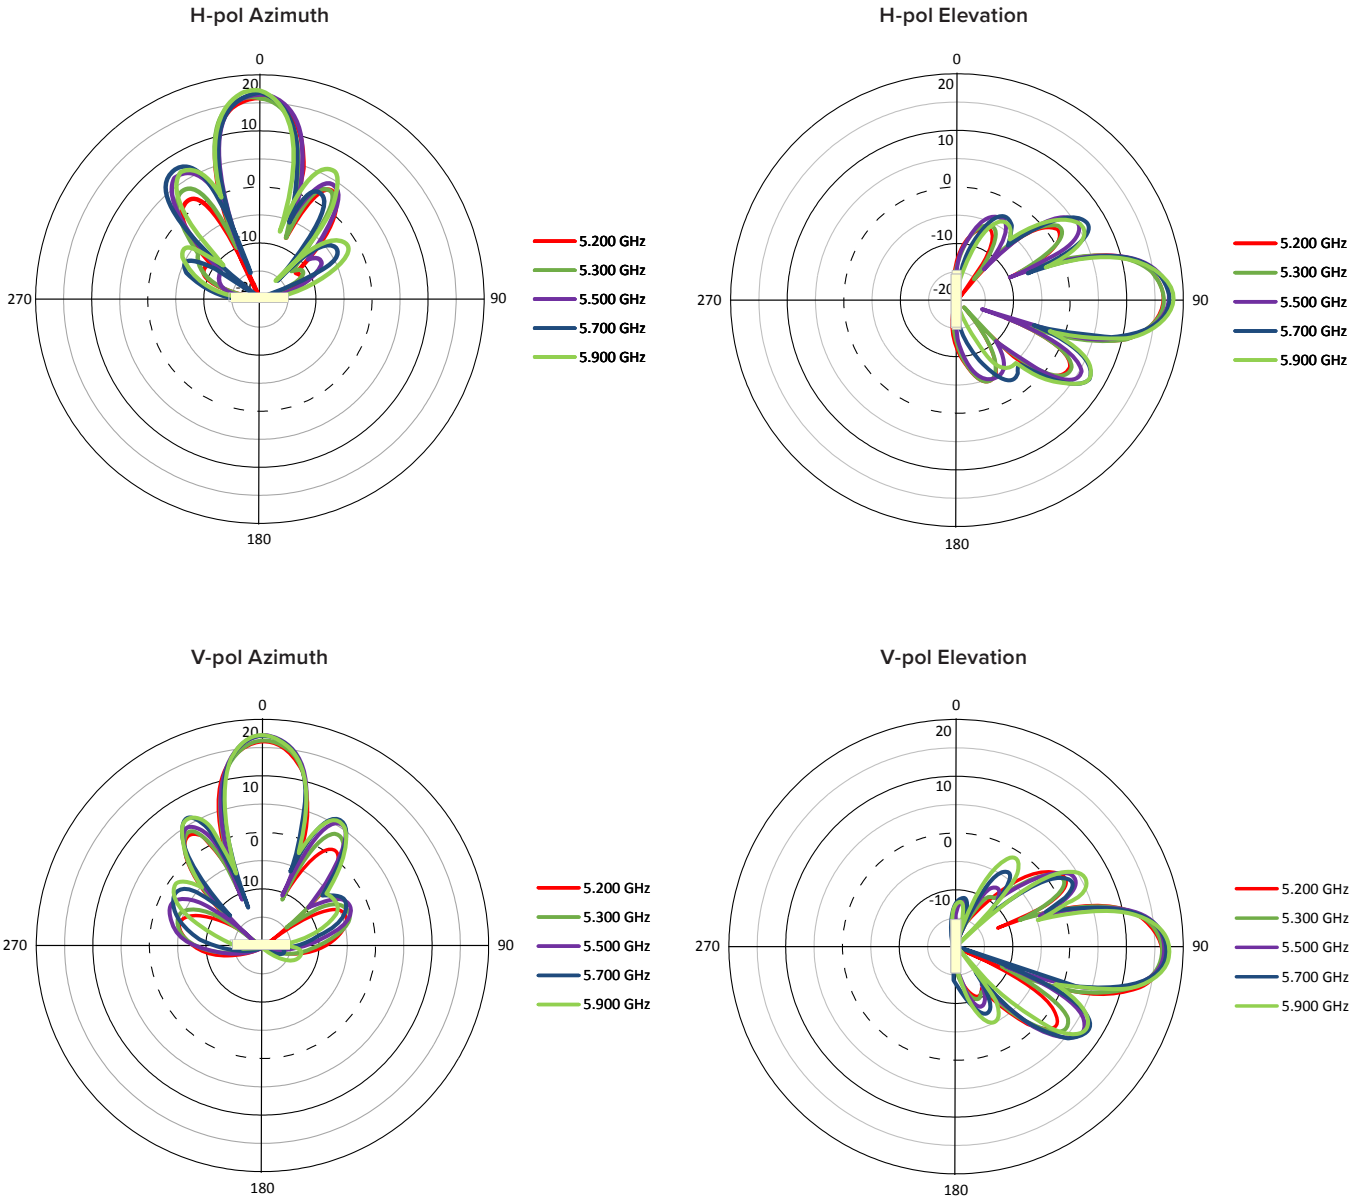 H-pol Azimuth
0
20
10
0
-10
270
90
180
5.200 GHz
5.300 GHz
5.500 GHz
5.700 GHz
5.900 GHz
H-pol Elevation
0
20
10
0
-10
-20
270
90
180
5.200 GHz
5.300 GHz
5.500 GHz
5.700 GHz
5.900 GHz
V-pol Azimuth
0
20
10
0
10
270
90
180
5.200 GHz
5.300 GHz
5.500 GHz
5.700 GHz
5.900 GHz
V-pol Elevation
0
20
10
0
-10
270
90
180
5.200 GHz
5.300 GHz
5.500 GHz
5.700 GHz
5.900 GHz